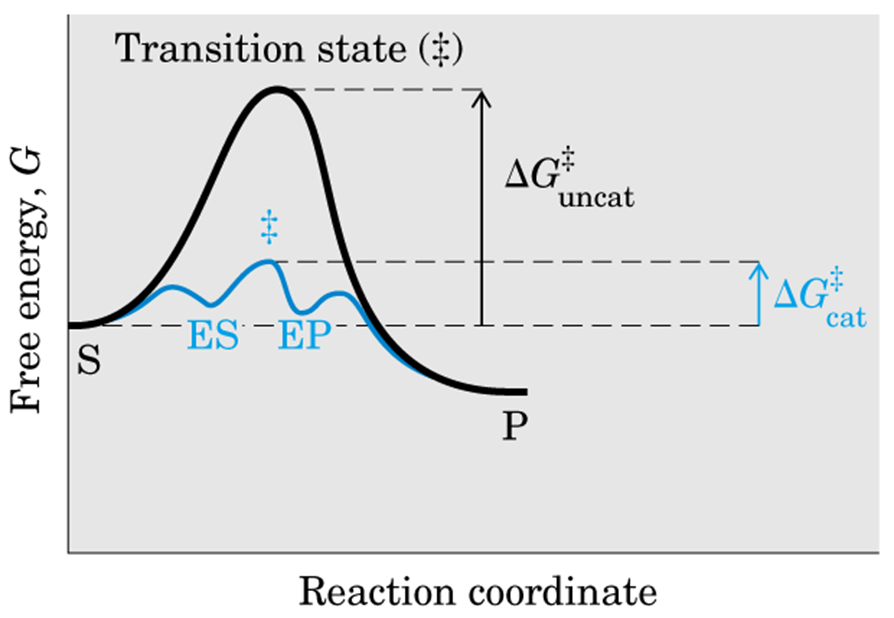 Transition state (‡)
Free energy, G
ΔG‡uncat
‡
ΔG‡cat
ES
EP
S
P
Reaction coordinate